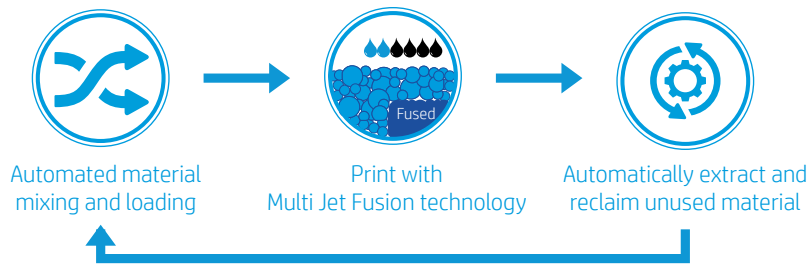 Fused
Automated material
mixing and loading
Print with
Multi Jet Fusion technology
Automatically extract and
reclaim unused material